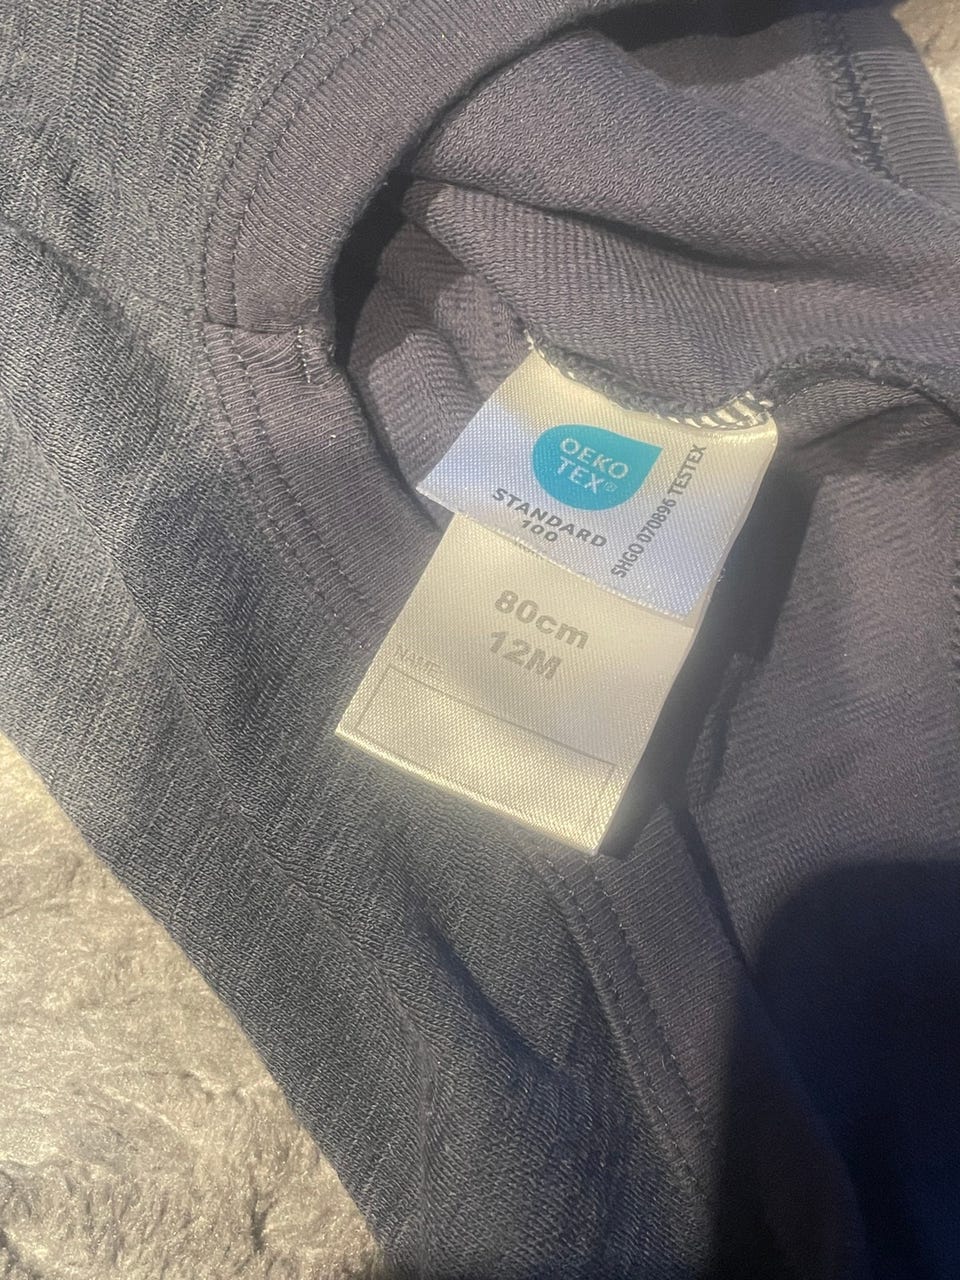 OEKO
TEX®
STANDARD
100
SHGO 070896 TESTEX
80cm
12M
NAME: